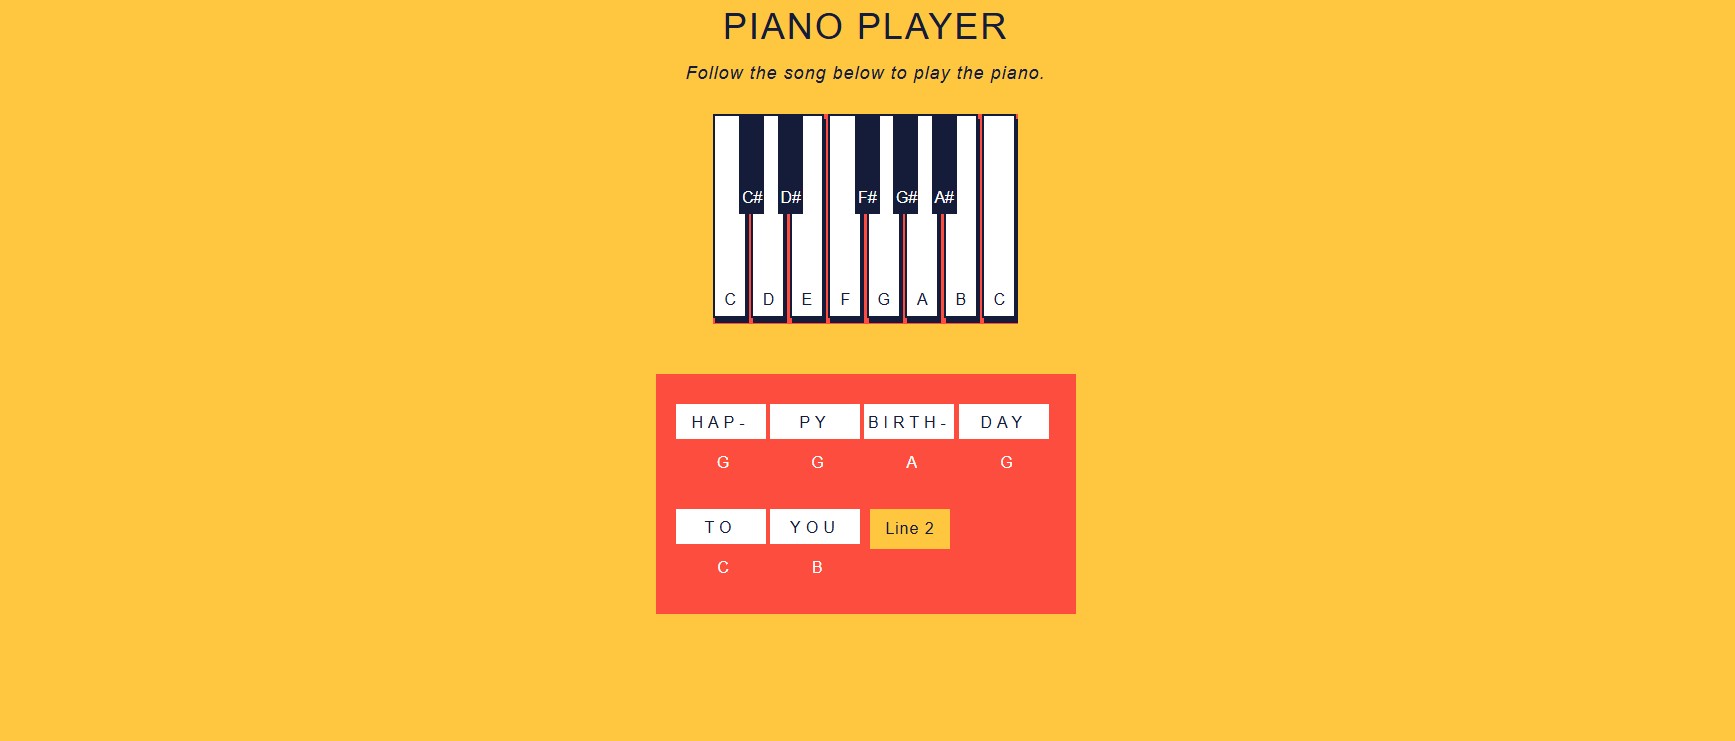 PIANO PLAYER
Follow the song below to play the piano.
C# D# F# G# A#
C D E F G A B C
HAP- PY BIRTH- DAY
G G A G
TO YOU Line 2
C B